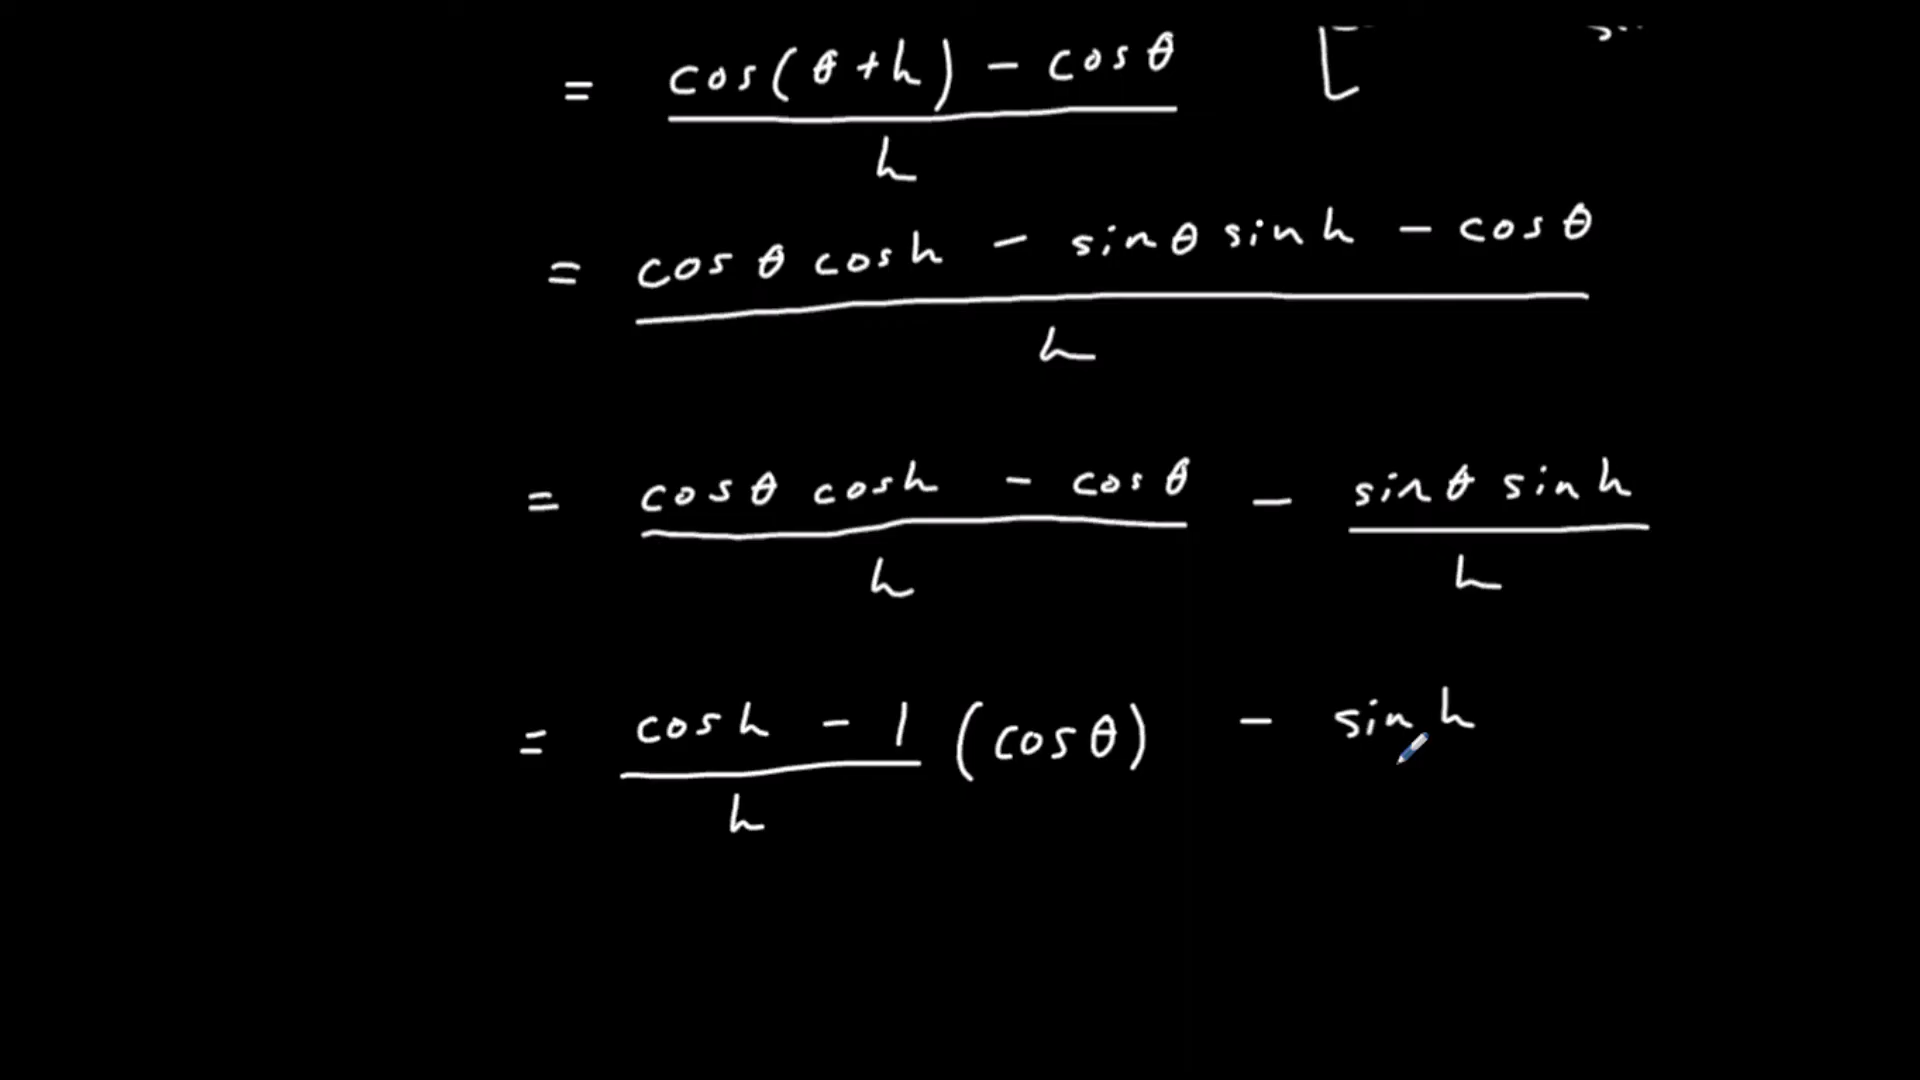 = cos(θ+h) - cosθ [
h
= cosθ cosh - sinθ sinh - cosθ
h
= cosθ cosh - cosθ - sinθ sinh
h h
= cosh - 1 (cosθ) - sinh
h